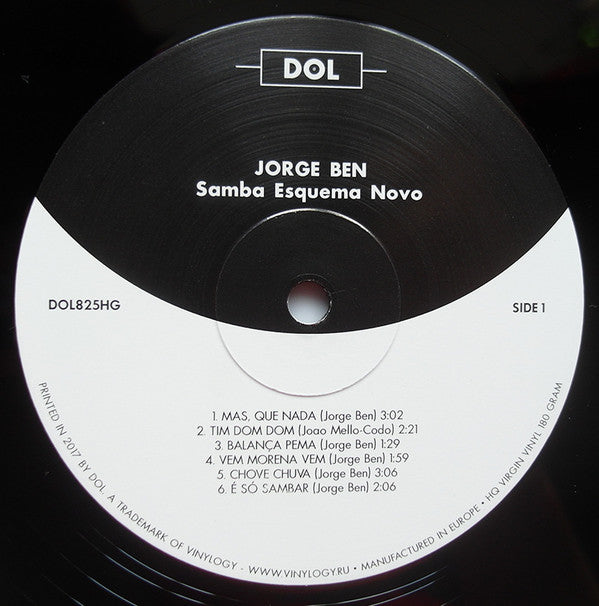 DOL
JORGE BEN
Samba Esquema Novo
DOL825HG
SIDE 1
1. MAS, QUE NADA (Jorge Ben) 3:02
2. TIM DOM DOM (Joao Mello-Codo) 2:21
3. BALANÇA PEMA (Jorge Ben) 1:29
4. VEM MORENA VEM (Jorge Ben) 1:59
5. CHOVE CHUVA (Jorge Ben) 3:06
6. É SÓ SAMBAR (Jorge Ben) 2:06
PRINTED IN 2017 BY DOL. A TRADEMARK OF VINYLOGY - WWW.VINYLOGY.RU • MANUFACTURED IN EUROPE • HQ VIRGIN VINYL 180 GRAM